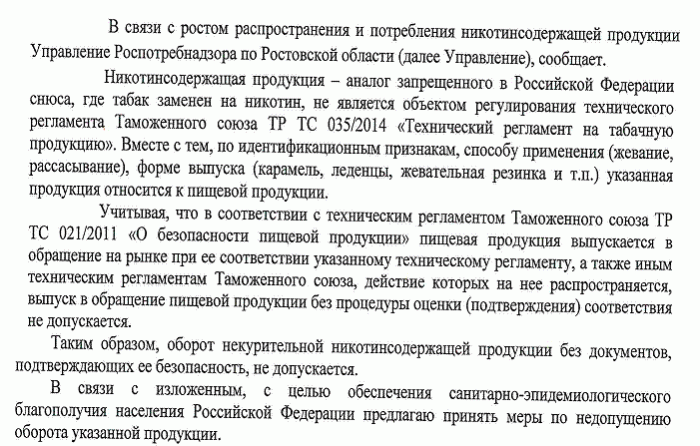 В связи с ростом распространения и потребления никотинсодержащей продукции
Управление Роспотребнадзора по Ростовской области (далее Управление), сообщает.
Никотинсодержащая продукция – аналог запрещенного в Российской Федерации
снюса, где табак заменен на никотин, не является объектом регулирования технического
регламента Таможенного союза ТР ТС 035/2014 «Технический регламент на табачную
продукцию». Вместе с тем, по идентификационным признакам, способу применения (жевание,
рассасывание), форме выпуска (карамель, леденцы, жевательная резинка и т.п.) указанная
продукция относится к пищевой продукции.
Учитывая, что в соответствии с техническим регламентом Таможенного союза ТР
ТС 021/2011 «О безопасности пищевой продукции» пищевая продукция выпускается в
обращение на рынке при ее соответствии указанному техническому регламенту, а также иным
техническим регламентам Таможенного союза, действие которых на нее распространяется,
выпуск в обращение пищевой продукции без процедуры оценки (подтверждения) соответствия
не допускается.
Таким образом, оборот некурительной никотинсодержащей продукции без документов,
подтверждающих ее безопасность, не допускается.
В связи с изложенным, с целью обеспечения санитарно-эпидемиологического
благополучия населения Российской Федерации предлагаю принять меры по недопущению
оборота указанной продукции.